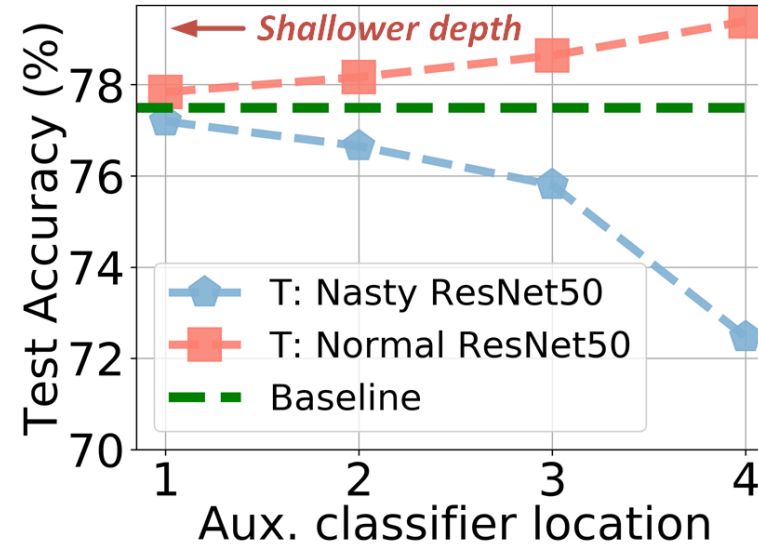 Shallower depth
Test Accuracy (%)
78
76
74
72
70
T: Nasty ResNet50
T: Normal ResNet50
Baseline
1 2 3 4
Aux. classifier location